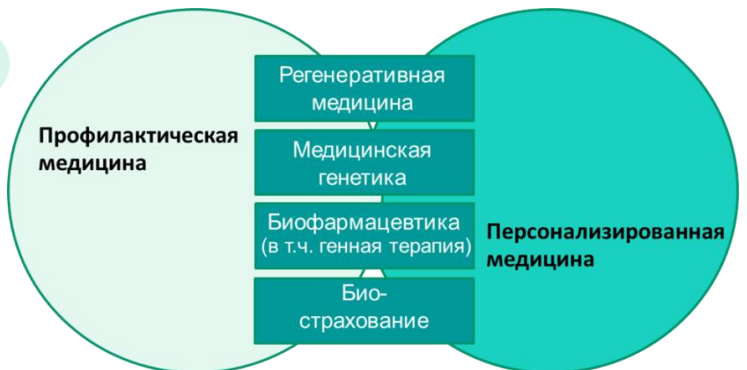 Регенеративная
медицина
Профилактическая
медицина
Медицинская
генетика
Биофармацевтика
(в т.ч. генная терапия)
Персонализированная
медицина
Био-
страхование